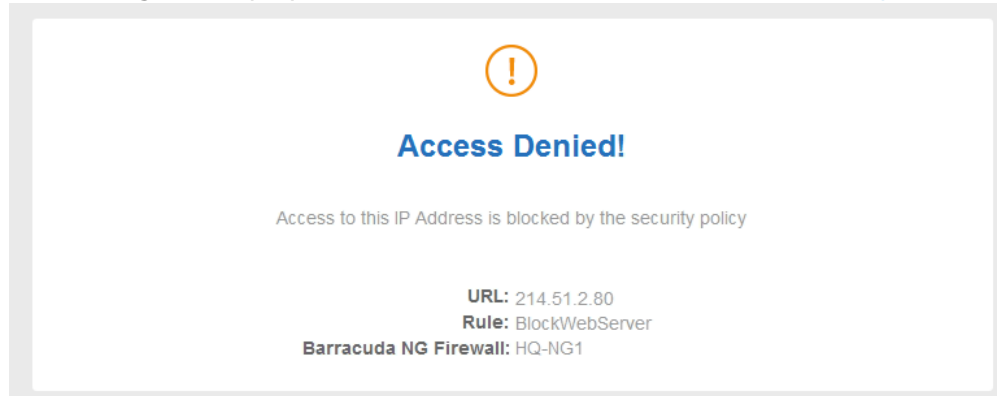 !
Access Denied!
Access to this IP Address is blocked by the security policy
URL: 214.51.2.80
Rule: BlockWebServer
Barracuda NG Firewall: HQ-NG1